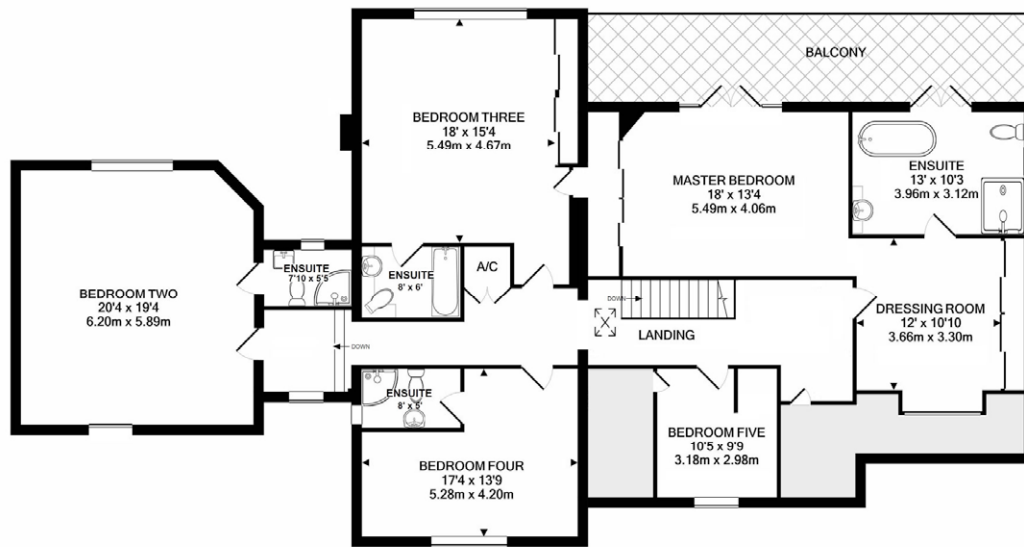 BALCONY
BEDROOM THREE
18' x 15'4
5.49m x 4.67m
MASTER BEDROOM
18' x 13'4
5.49m x 4.06m
ENSUITE
13' x 10'3
3.96m x 3.12m
BEDROOM TWO
20'4 x 19'4
6.20m x 5.89m
ENSUITE
7'10 x 5'5
ENSUITE
8' x 6'
A/C
DOWN
LANDING
DRESSING ROOM
12' x 10'10
3.66m x 3.30m
DOWN
ENSUITE
8' x 5'
BEDROOM FOUR
17'4 x 13'9
5.28m x 4.20m
BEDROOM FIVE
10'5 x 9'9
3.18m x 2.98m